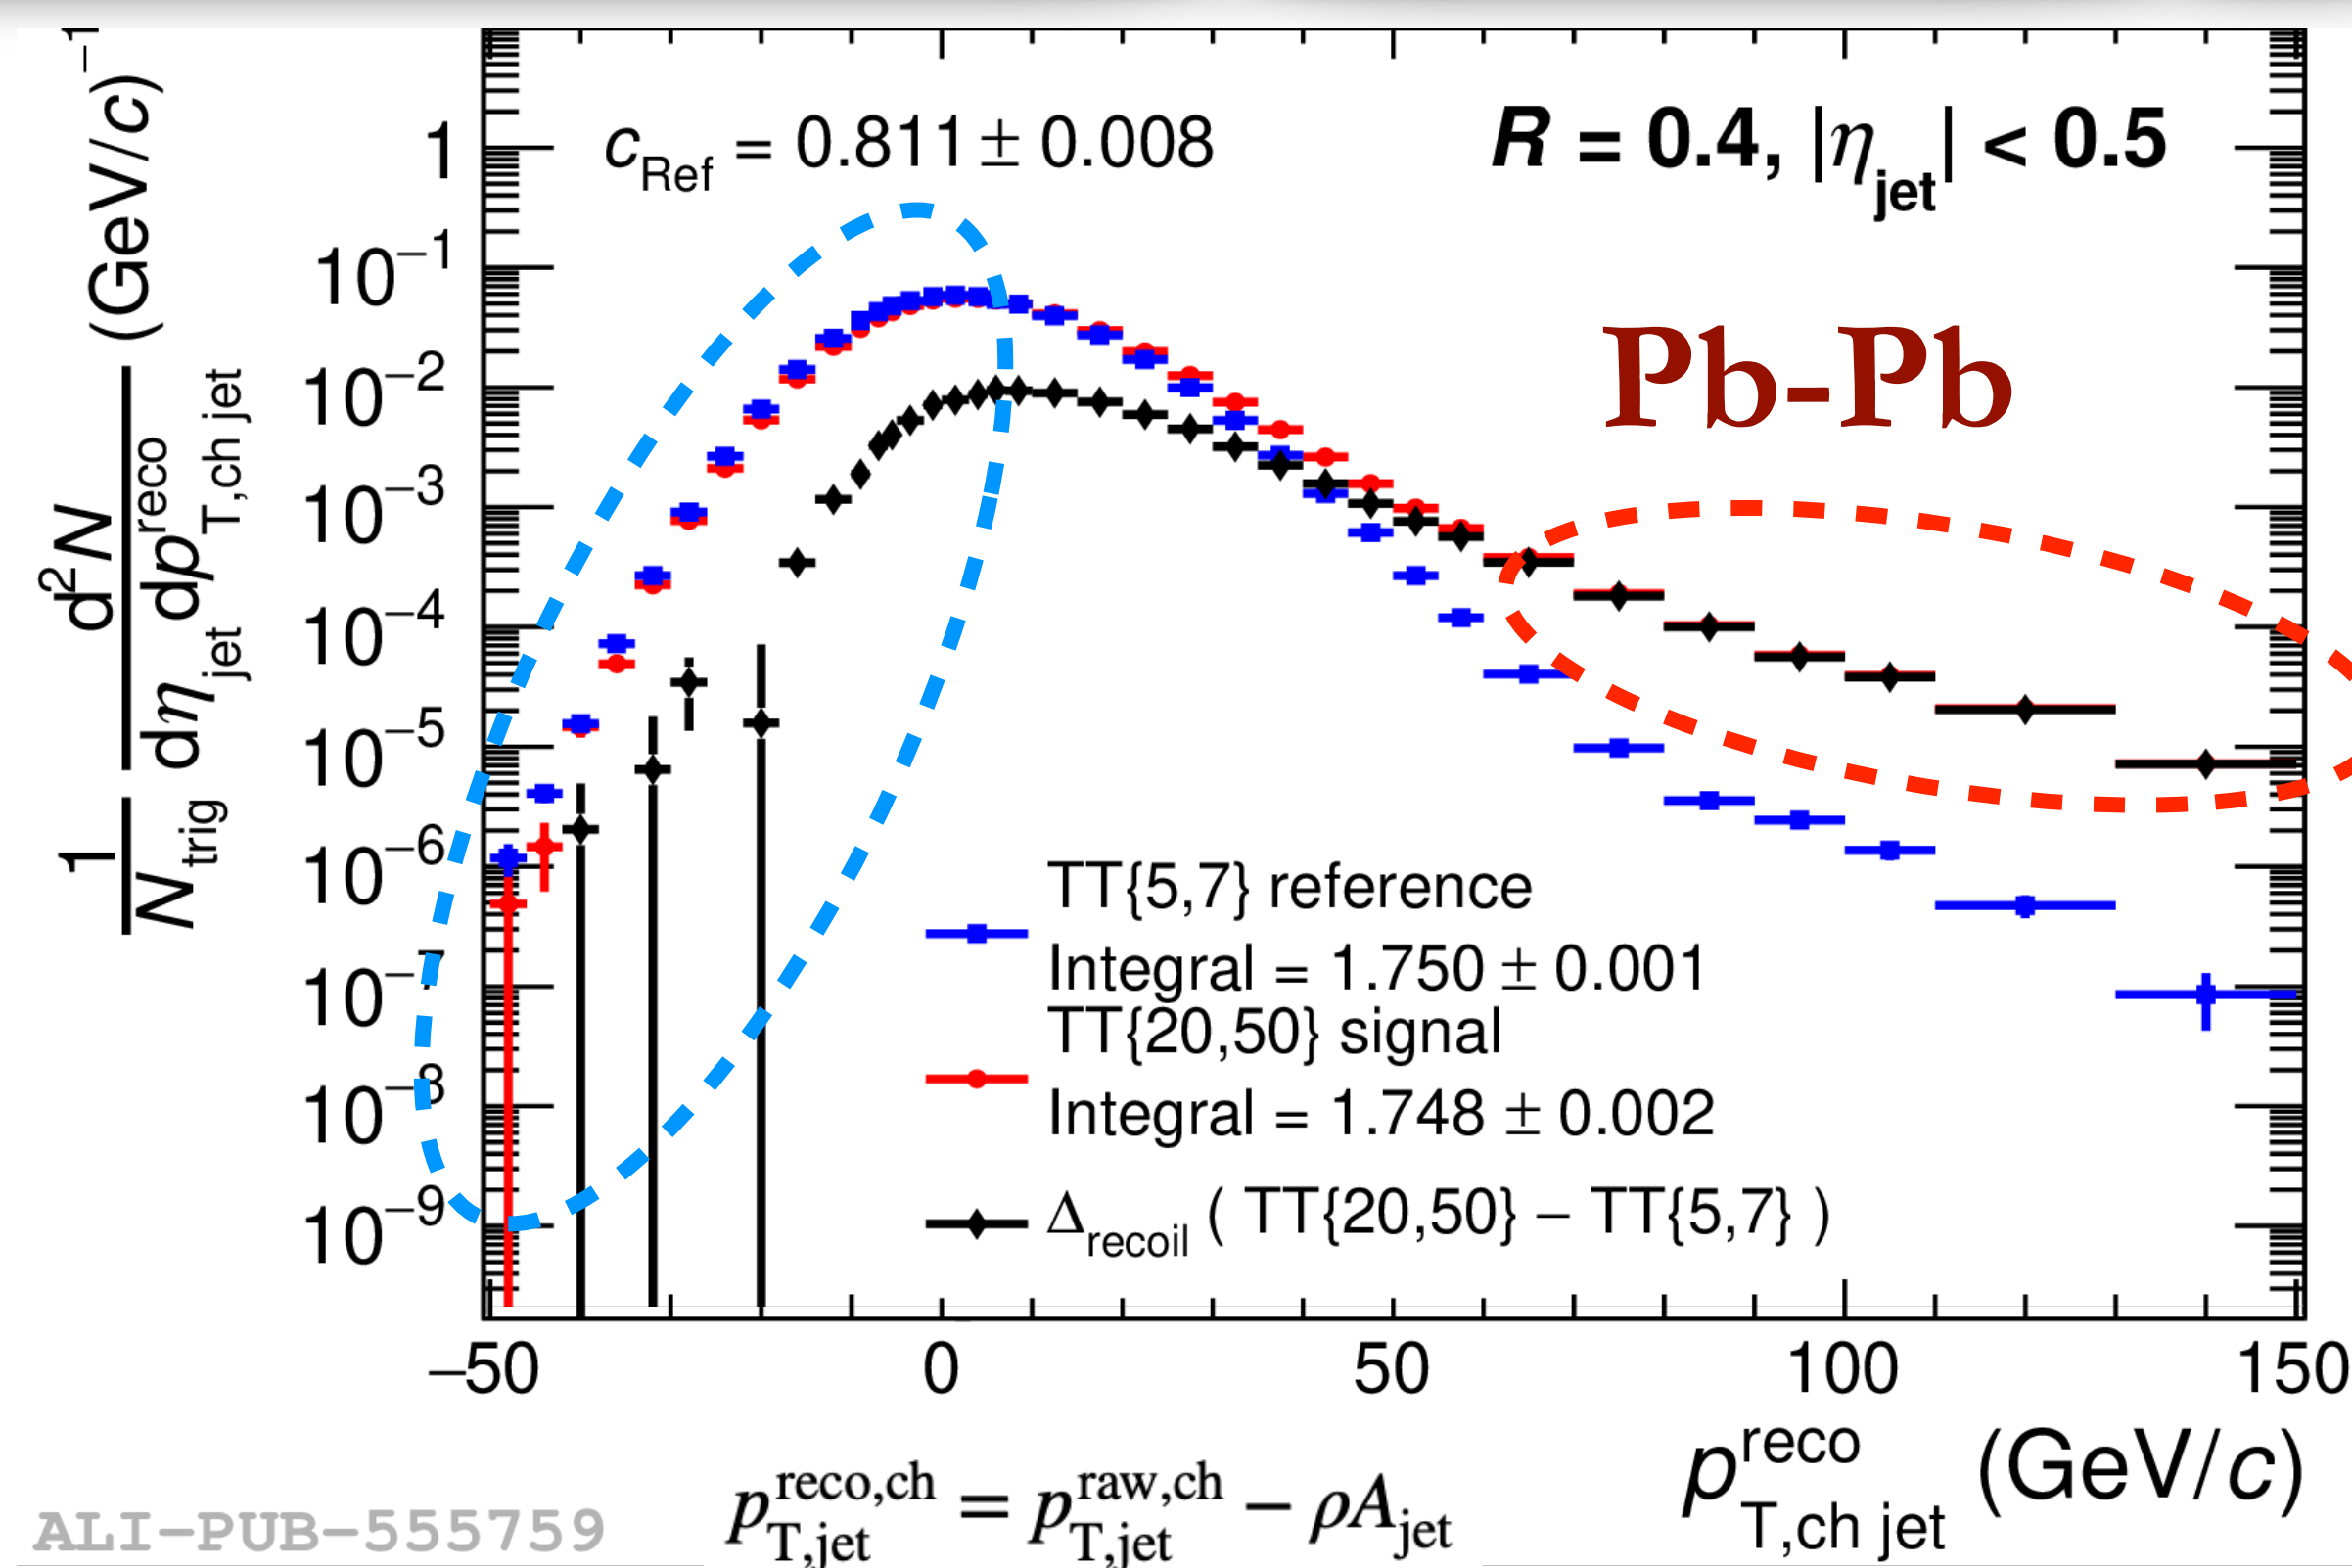 1/N_trig d²N/dη_jet dp^reco_T,ch jet (GeV/c)⁻¹
c_Ref = 0.811 ± 0.008
R = 0.4, |η_jet| < 0.5
Pb-Pb
1
10⁻¹
10⁻²
10⁻³
10⁻⁴
10⁻⁵
10⁻⁶
10⁻⁷
10⁻⁸
10⁻⁹
TT{5,7} reference
Integral = 1.750 ± 0.001
TT{20,50} signal
Integral = 1.748 ± 0.002
Δ_recoil ( TT{20,50} − TT{5,7} )
−50 0 50 100 150
p^reco_T,ch jet (GeV/c)
p^reco,ch_T,jet = p^raw,ch_T,jet − ρA_jet
ALI-PUB-555759